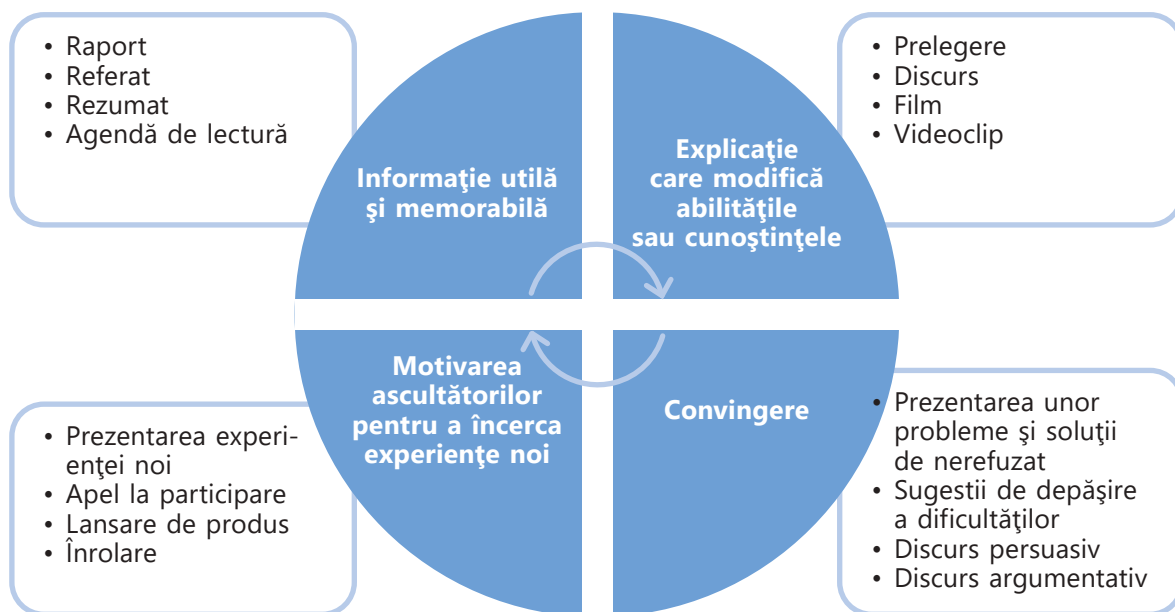 • Raport
• Referat
• Rezumat
• Agendă de lectură
Informaţie utilă
şi memorabilă
Explicaţie
care modifică
abilităţile
sau cunoştinţele
• Prelegere
• Discurs
• Film
• Videoclip
• Prezentarea experi-
enţei noi
• Apel la participare
• Lansare de produs
• Înrolare
Motivarea
ascultătorilor
pentru a încerca
experienţe noi
Convingere
• Prezentarea unor
probleme şi soluţii
de nerefuzat
• Sugestii de depăşire
a dificultăţilor
• Discurs persuasiv
• Discurs argumentativ